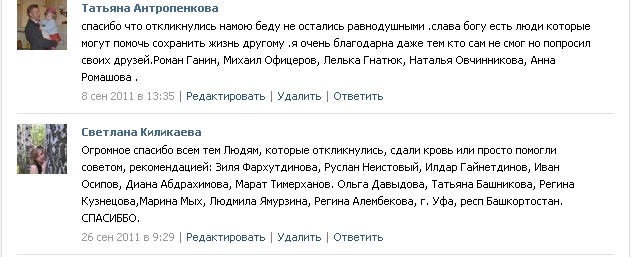 Татьяна Антропенкова
спасибо что откликнулись намою беду не остались равнодушными .слава богу есть люди которые
могут помочь сохранить жизнь другому .я очень благодарна даже тем кто сам не смог но попросил
своих друзей.Роман Ганин, Михаил Офицеров, Лелька Гнатюк, Наталья Овчинникова, Анна
Ромашова .
8 сен 2011 в 13:35 | Редактировать | Удалить | Ответить
Светлана Киликаева
Огромное спасибо всем тем Людям, которые откликнулись, сдали кровь или просто помогли
советом, рекомендацией: Зиля Фархутдинова, Руслан Неистовый, Илдар Гайнетдинов, Иван
Осипов, Диана Абдрахимова, Марат Тимерханов. Ольга Давыдова, Татьяна Башникова, Регина
Кузнецова,Марина Мых, Людмила Ямурзина, Регина Алембекова, г. Уфа, респ Башкортостан.
СПАСИББО.
26 сен 2011 в 9:29 | Редактировать | Удалить | Ответить